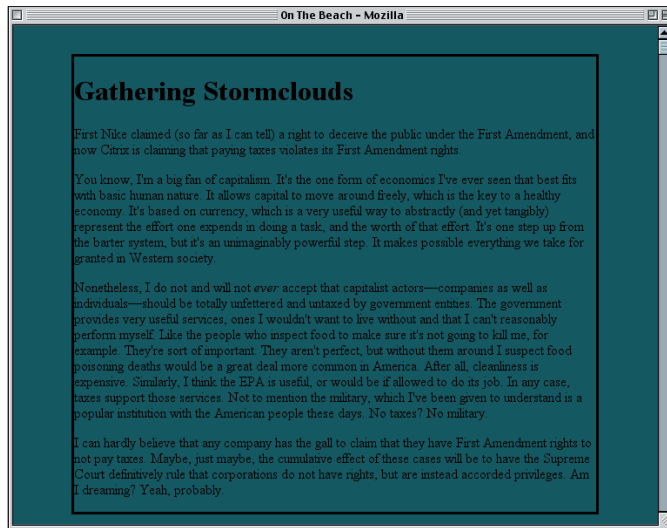 On The Beach - Mozilla
Gathering Stormclouds
First Nike claimed (so far as I can tell) a right to deceive the public under the First Amendment, and
now Citrix is claiming that paying taxes violates its First Amendment rights.
You know, I'm a big fan of capitalism. It's the one form of economics I've ever seen that best fits
with basic human nature. It allows capital to move around freely, which is the key to a healthy
economy. It's based on currency, which is a very useful way to abstractly (and yet tangibly)
represent the effort one expends in doing a task, and the worth of that effort. It's one step up from
the barter system, but it's an unimaginably powerful step. It makes possible everything we take for
granted in Western society.
Nonetheless, I do not and will not ever accept that capitalist actors—companies as well as
individuals—should be totally unfettered and untaxed by government entities. The government
provides very useful services, ones I wouldn't want to live without and that I can't reasonably
perform myself. Like the people who inspect food to make sure it's not going to kill me, for
example. They're sort of important. They aren't perfect, but without them around I suspect food
poisoning deaths would be a great deal more common in America. After all, cleanliness is
expensive. Similarly, I think the EPA is useful, or would be if allowed to do its job. In any case,
taxes support those services. Not to mention the military, which I've been given to understand is a
popular institution with the American people these days. No taxes? No military.
I can hardly believe that any company has the gall to claim that they have First Amendment rights to
not pay taxes. Maybe, just maybe, the cumulative effect of these cases will be to have the Supreme
Court definitively rule that corporations do not have rights, but are instead accorded privileges. Am
I dreaming? Yeah, probably.